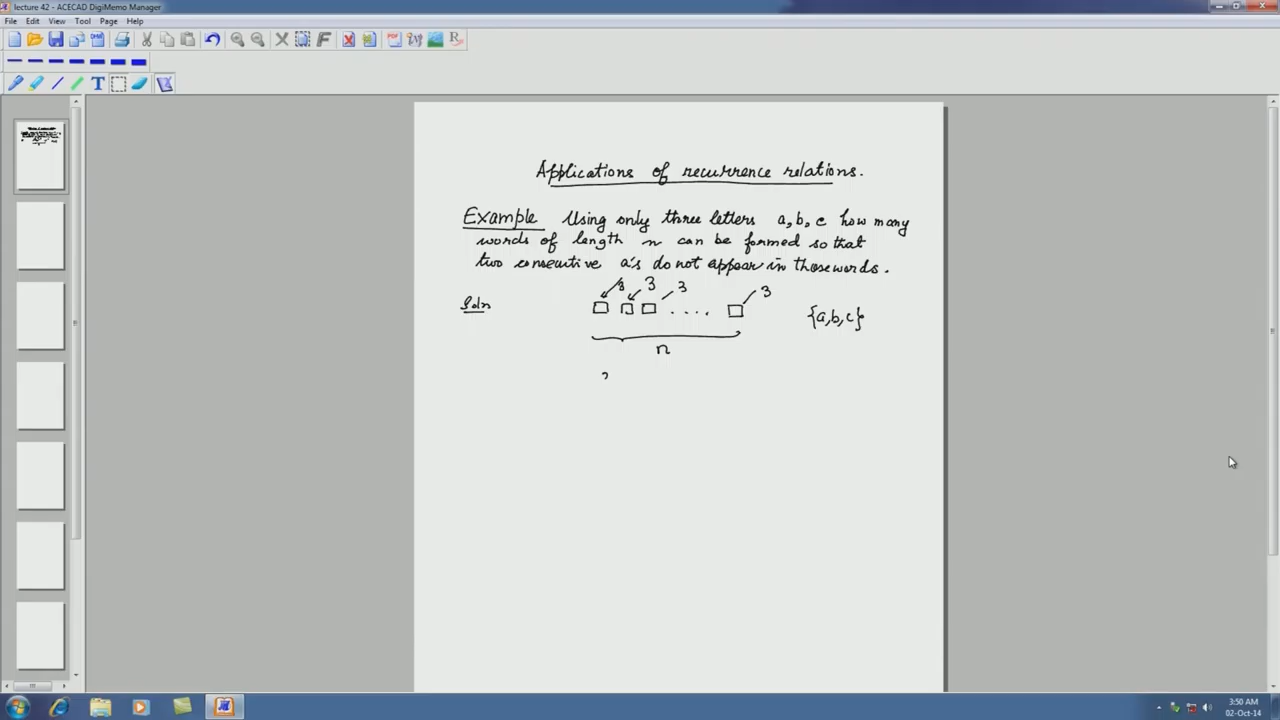 lecture 42 - ACECAD DigiMemo Manager
File Edit View Tool Page Help
Applications of recurrence relations.
Example Using only three letters a, b, c how many
words of length n can be formed so that
two consecutive a's do not appear in those words.
Soln 3 3 3 3
. . . . {a,b,c}
n
3:50 AM
02-Oct-14